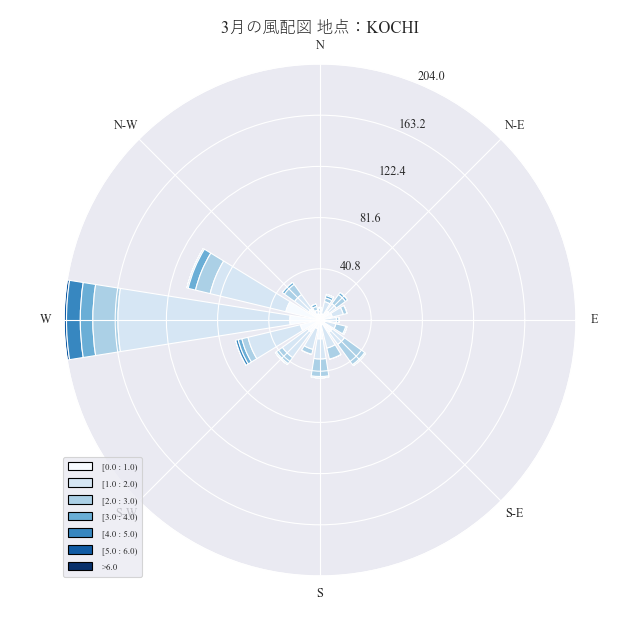 3月の風配図 地点：KOCHI
N
204.0
N-W
N-E
163.2
122.4
81.6
40.8
W
E
[0.0 : 1.0)
[1.0 : 2.0)
[2.0 : 3.0)
S-W
[3.0 : 4.0)
S-E
[4.0 : 5.0)
[5.0 : 6.0)
>6.0
S